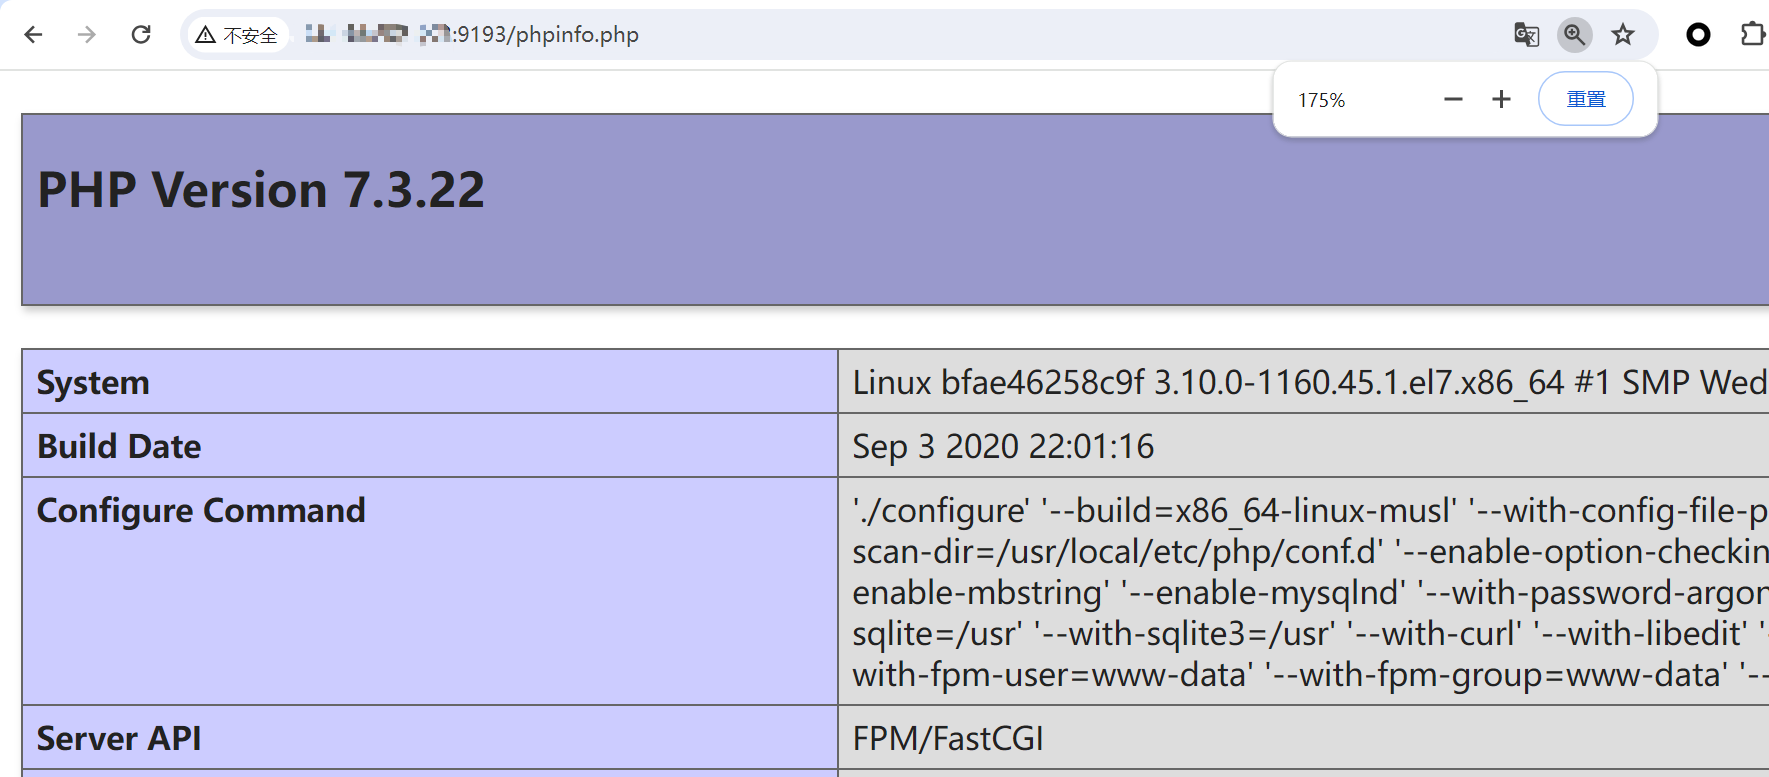 不安全 :9193/phpinfo.php
175% 重置
PHP Version 7.3.22
System Linux bfae46258c9f 3.10.0-1160.45.1.el7.x86_64 #1 SMP Wed
Build Date Sep 3 2020 22:01:16
Configure Command './configure' '--build=x86_64-linux-musl' '--with-config-file-p
scan-dir=/usr/local/etc/php/conf.d' '--enable-option-checkin
enable-mbstring' '--enable-mysqlnd' '--with-password-argon
sqlite=/usr' '--with-sqlite3=/usr' '--with-curl' '--with-libedit' '-
with-fpm-user=www-data' '--with-fpm-group=www-data' '--
Server API FPM/FastCGI